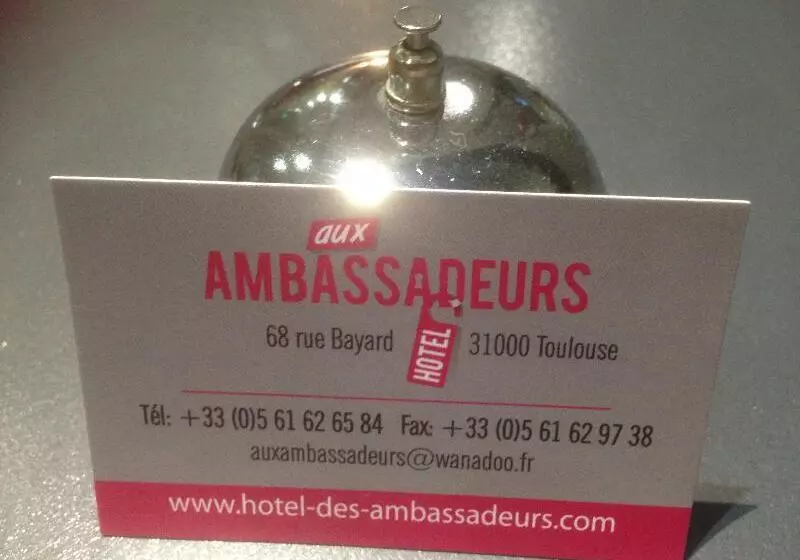 aux
AMBASSADEURS
68 rue Bayard HOTEL 31000 Toulouse
Tél: +33 (0)5 61 62 65 84 Fax: +33 (0)5 61 62 97 38
auxambassadeurs@wanadoo.fr
www.hotel-des-ambassadeurs.com